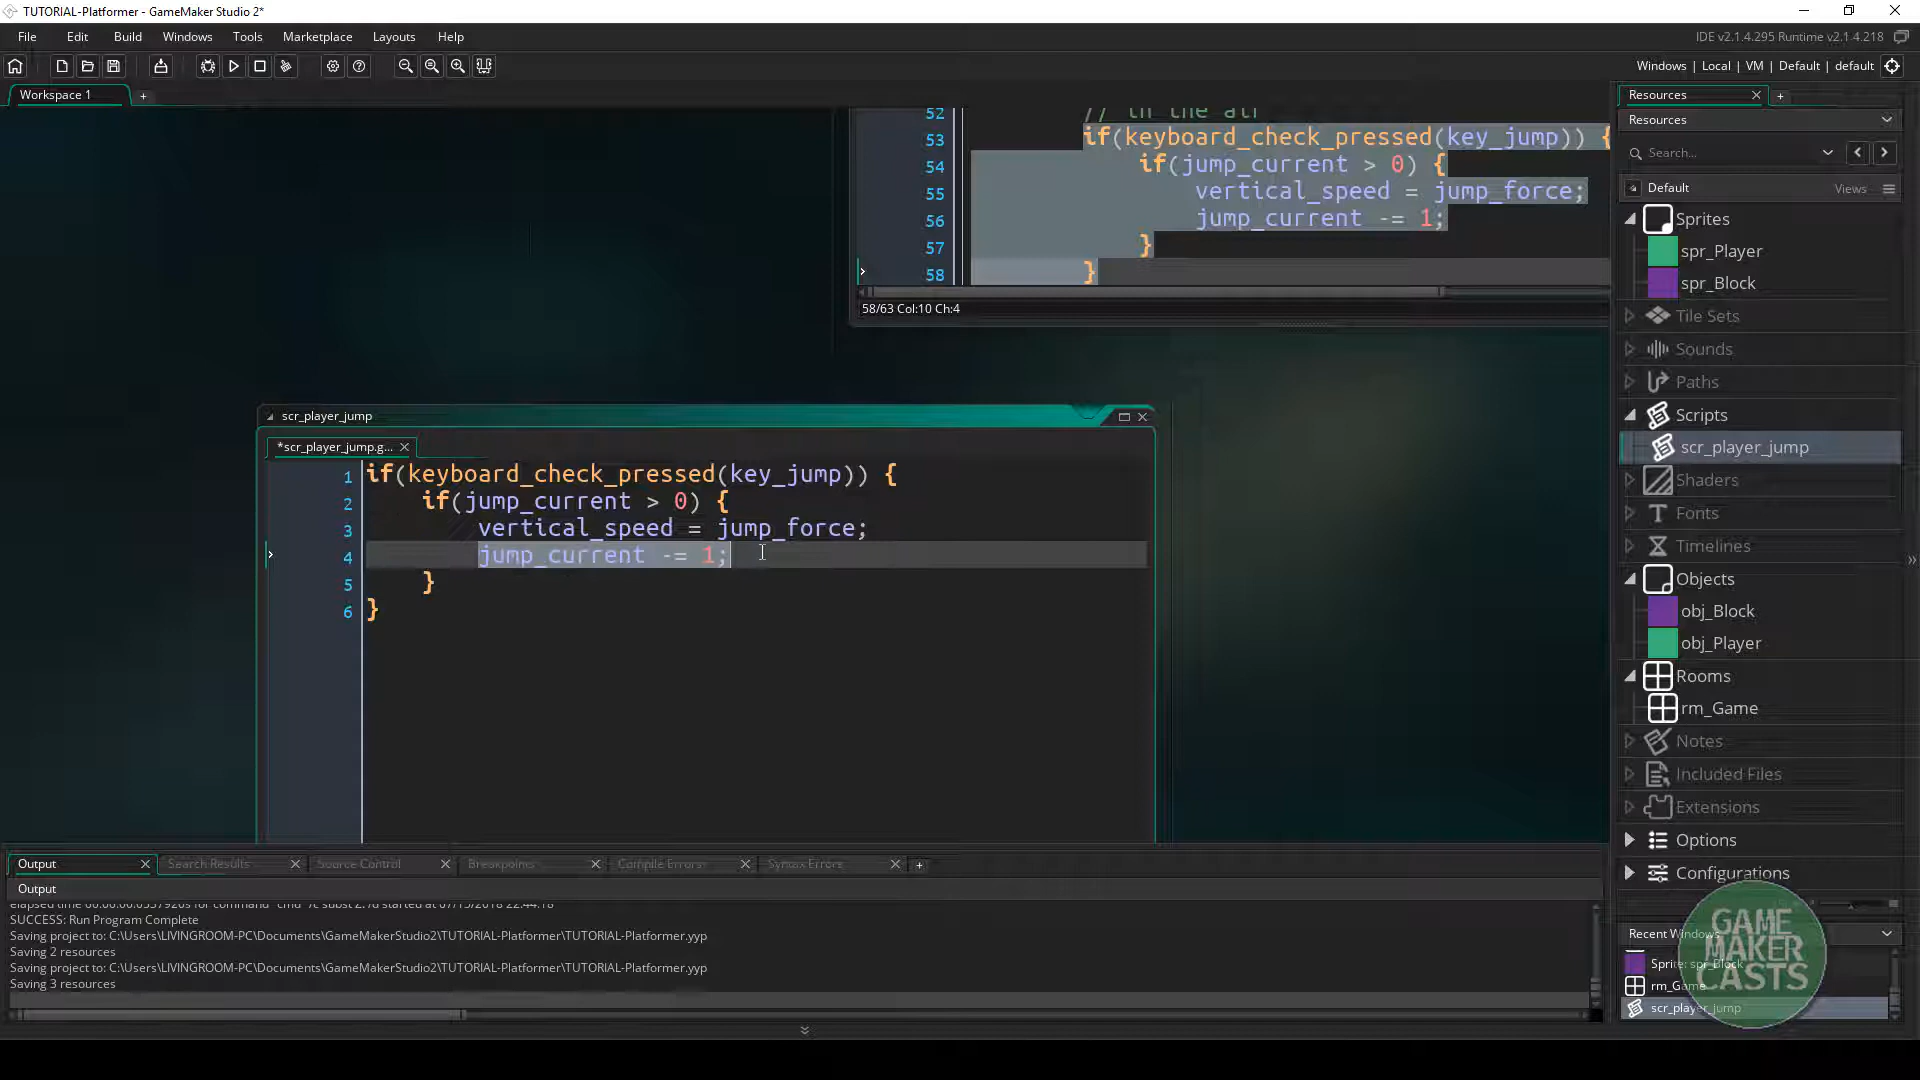 TUTORIAL-Platformer - GameMaker Studio 2*
File Edit Build Windows Tools Marketplace Layouts Help
IDE v2.1.4.295 Runtime v2.1.4.218
Windows | Local | VM | Default | default
Workspace 1
52 // in the air
53 if(keyboard_check_pressed(key_jump)) {
54 if(jump_current > 0) {
55 vertical_speed = jump_force;
56 jump_current -= 1;
57 }
58 }
58/63 Col:10 Ch:4
scr_player_jump
*scr_player_jump.g...
1 if(keyboard_check_pressed(key_jump)) {
2 if(jump_current > 0) {
3 vertical_speed = jump_force;
4 jump_current -= 1;
5 }
6 }
Resources
Resources
Search...
Default Views
Sprites
spr_Player
spr_Block
Tile Sets
Sounds
Paths
Scripts
scr_player_jump
Shaders
Fonts
Timelines
Objects
obj_Block
obj_Player
Rooms
rm_Game
Notes
Included Files
Extensions
Options
Configurations
Recent Windows
Sprite: spr_Block
rm_Game
scr_player_jump
GAME
MAKER
CASTS
Output Search Results Source Control Breakpoints Compile Errors Syntax Errors
Output
SUCCESS: Run Program Complete
Saving project to: C:\Users\LIVINGROOM-PC\Documents\GameMakerStudio2\TUTORIAL-Platformer\TUTORIAL-Platformer.yyp
Saving 2 resources
Saving project to: C:\Users\LIVINGROOM-PC\Documents\GameMakerStudio2\TUTORIAL-Platformer\TUTORIAL-Platformer.yyp
Saving 3 resources